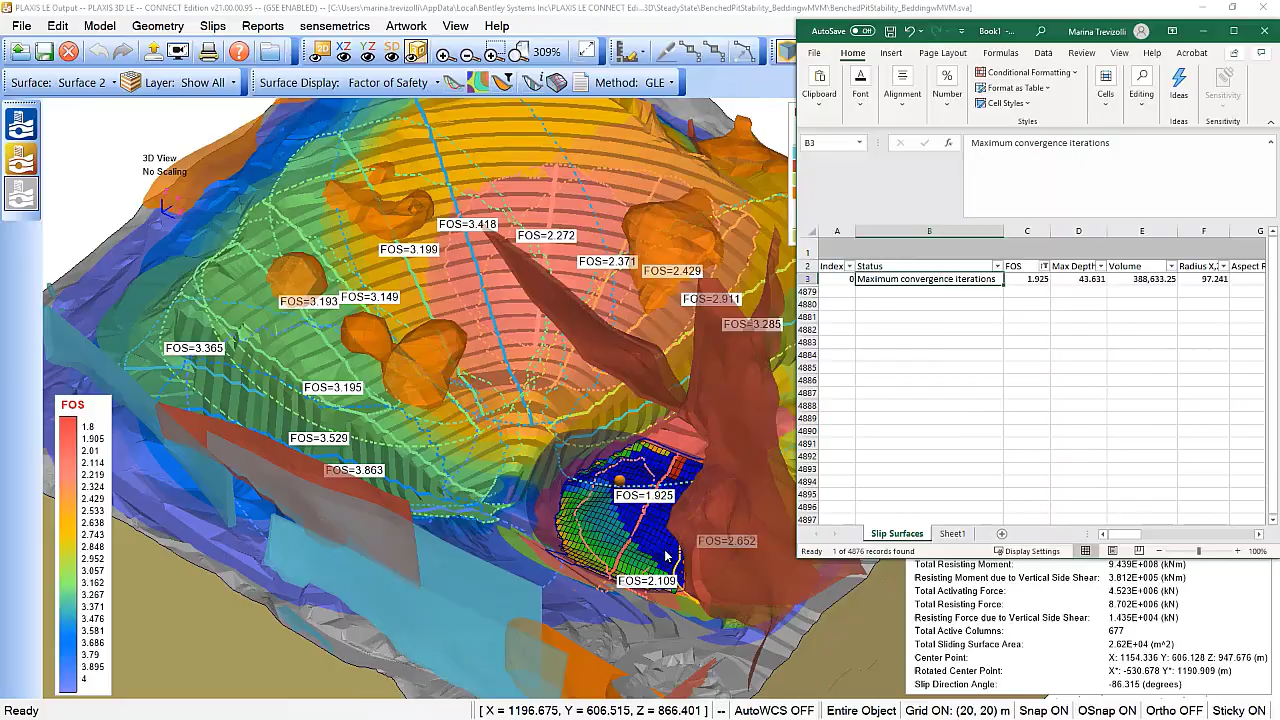 PLAXIS LE Output -- PLAXIS 3D LE -- CONNECT Edition v21.00.00.95 -- (GSE ENABLED) -- [C:\Users\marina.trevizolli\AppData\Local\Bentley Systems Inc\PLAXIS LE CONNECT Edi...3D\SteadyState\BenchedPitStability_BeddingwMVM\BenchedPitStability_BeddingwMVM.sva]
File Edit Draw Model Geometry Slips Reports sensemetrics Artwork View Window Help
2D XZ YZ SD 309%
Surface: Surface 2 Layer: Show All Surface Display: Factor of Safety Method: GLE
AutoSave Off Book1 -... Marina Trevizolli
File Home Insert Page Layout Formulas Data Review View Help Acrobat
Clipboard Font Alignment Number Conditional Formatting Format as Table Cell Styles Cells Editing Ideas Sensitivity
Styles Ideas Sensitivity
B3 fx Maximum convergence iterations
A B C D E F G
1
2 Index Status FOS Max Depth Volume Radius X, Aspect R
3 0 Maximum convergence iterations 1.925 43.631 388,633.25 97.241
4879
4880
4881
4882
4883
4884
4885
4886
4887
4888
4889
4890
4891
4892
4893
4894
4895
4896
4897
Slip Surfaces Sheet1
Ready 1 of 4876 records found Display Settings 100%
3D View
No Scaling
FOS=3.418
FOS=2.272
FOS=3.199
FOS=2.371
FOS=2.429
FOS=3.193
FOS=3.149
FOS=2.911
FOS=3.285
FOS=3.365
FOS=3.195
FOS=3.529
FOS=3.863
FOS=1.925
FOS=2.652
FOS=2.109
FOS
1.8
1.905
2.01
2.114
2.219
2.324
2.429
2.533
2.638
2.743
2.848
2.952
3.057
3.162
3.267
3.371
3.476
3.581
3.686
3.79
3.895
4
Total Resisting Moment: 9.439E+008 (kNm)
Resisting Moment due to Vertical Side Shear: 3.812E+005 (kNm)
Total Activating Force: 4.523E+006 (kN)
Total Resisting Force: 8.702E+006 (kN)
Resisting Force due to Vertical Side Shear: 1.435E+004 (kN)
Total Active Columns: 677
Total Sliding Surface Area: 2.62E+04 (m^2)
Center Point: X: 1154.336 Y: 606.128 Z: 947.676 (m)
Rotated Center Point: X*: -530.678 Y*: 1190.909 (m)
Slip Direction Angle: -86.315 (degrees)
Ready [ X = 1196.675, Y = 606.515, Z = 866.401 ] -- AutoWCS OFF Entire Object Grid ON: (20, 20) m Snap ON OSnap ON Ortho OFF Sticky ON